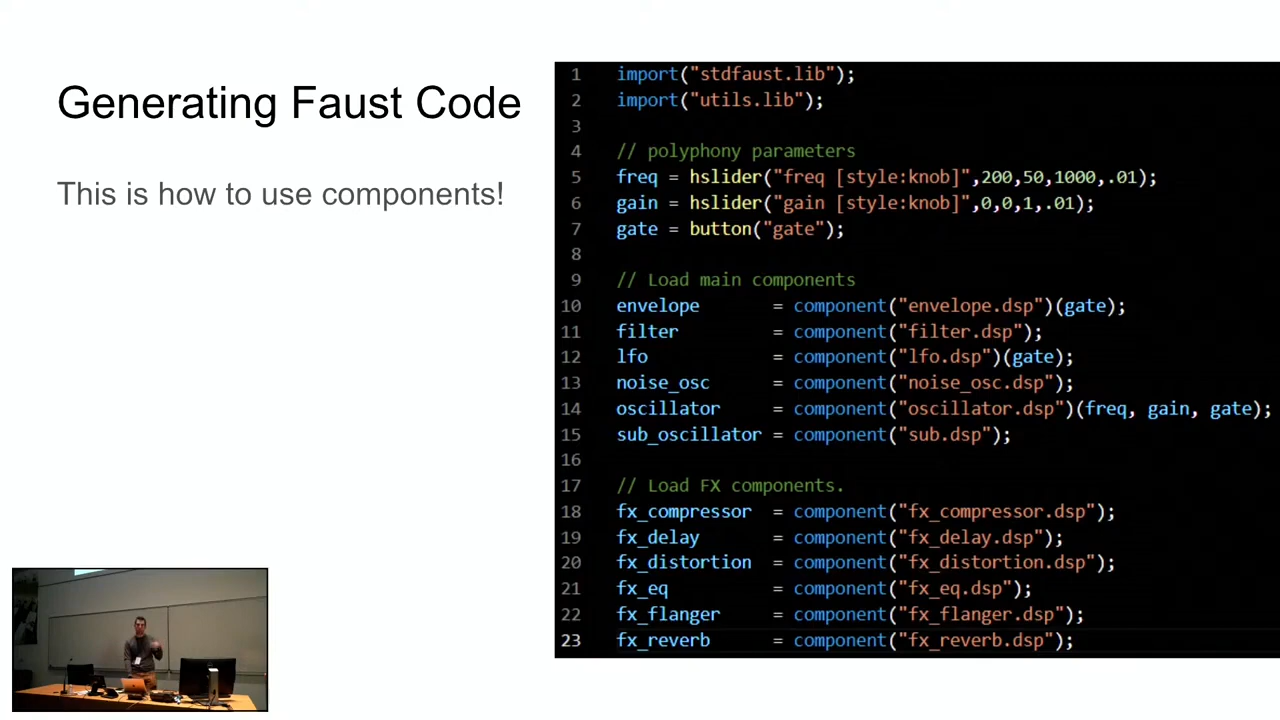 Generating Faust Code
This is how to use components!
1 import("stdfaust.lib");
2 import("utils.lib");
3
4 // polyphony parameters
5 freq = hslider("freq [style:knob]",200,50,1000,.01);
6 gain = hslider("gain [style:knob]",0,0,1,.01);
7 gate = button("gate");
8
9 // Load main components
10 envelope = component("envelope.dsp")(gate);
11 filter = component("filter.dsp");
12 lfo = component("lfo.dsp")(gate);
13 noise_osc = component("noise_osc.dsp");
14 oscillator = component("oscillator.dsp")(freq, gain, gate);
15 sub_oscillator = component("sub.dsp");
16
17 // Load FX components.
18 fx_compressor = component("fx_compressor.dsp");
19 fx_delay = component("fx_delay.dsp");
20 fx_distortion = component("fx_distortion.dsp");
21 fx_eq = component("fx_eq.dsp");
22 fx_flanger = component("fx_flanger.dsp");
23 fx_reverb = component("fx_reverb.dsp");